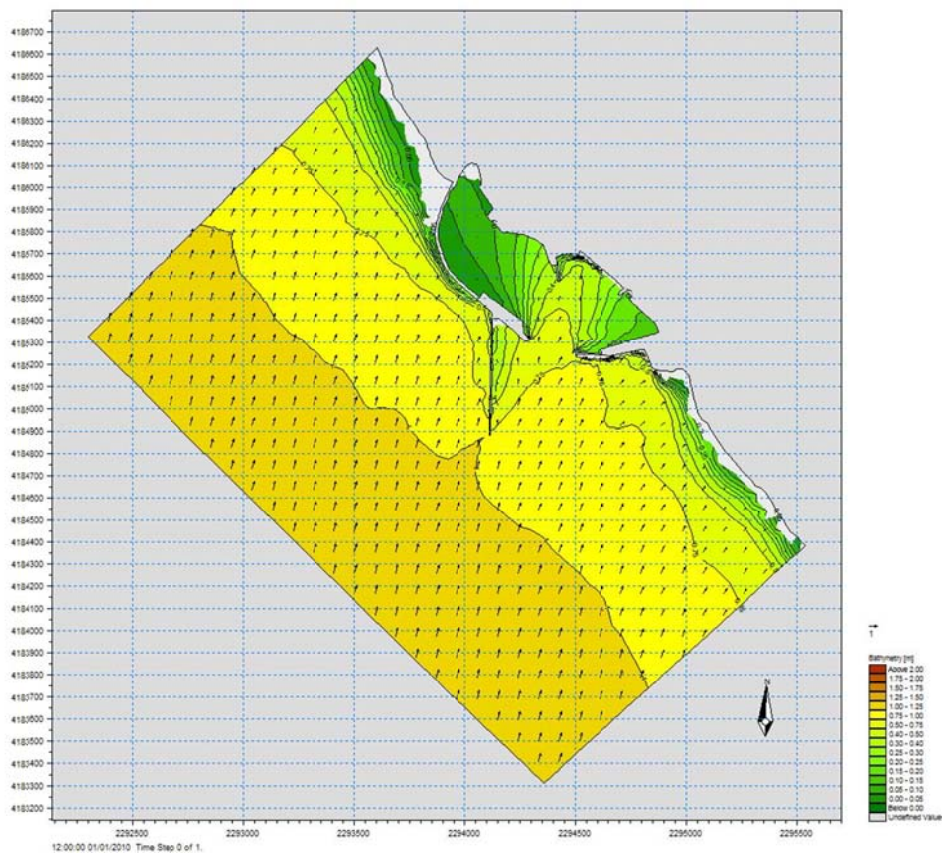 4186700
4186600
4186500
4186400
4186300
4186200
4186100
4186000
4185900
4185800
4185700
4185600
4185500
4185400
4185300
4185200
4185100
4185000
4184900
4184800
4184700
4184600
4184500
4184400
4184300
4184200
4184100
4184000
4183900
4183800
4183700
4183600
4183500
4183400
4183300
4183200
2292500 2293000 2293500 2294000 2294500 2295000 2295500
12:00:00 01/01/2010 Time Step 0 of 1.
1
N
Bathymetry [m]
Above 2.00
1.75 - 2.00
1.50 - 1.75
1.25 - 1.50
1.00 - 1.25
0.75 - 1.00
0.50 - 0.75
0.40 - 0.50
0.30 - 0.40
0.25 - 0.30
0.20 - 0.25
0.15 - 0.20
0.10 - 0.15
0.05 - 0.10
0.00 - 0.05
Below 0.00
Undefined Value